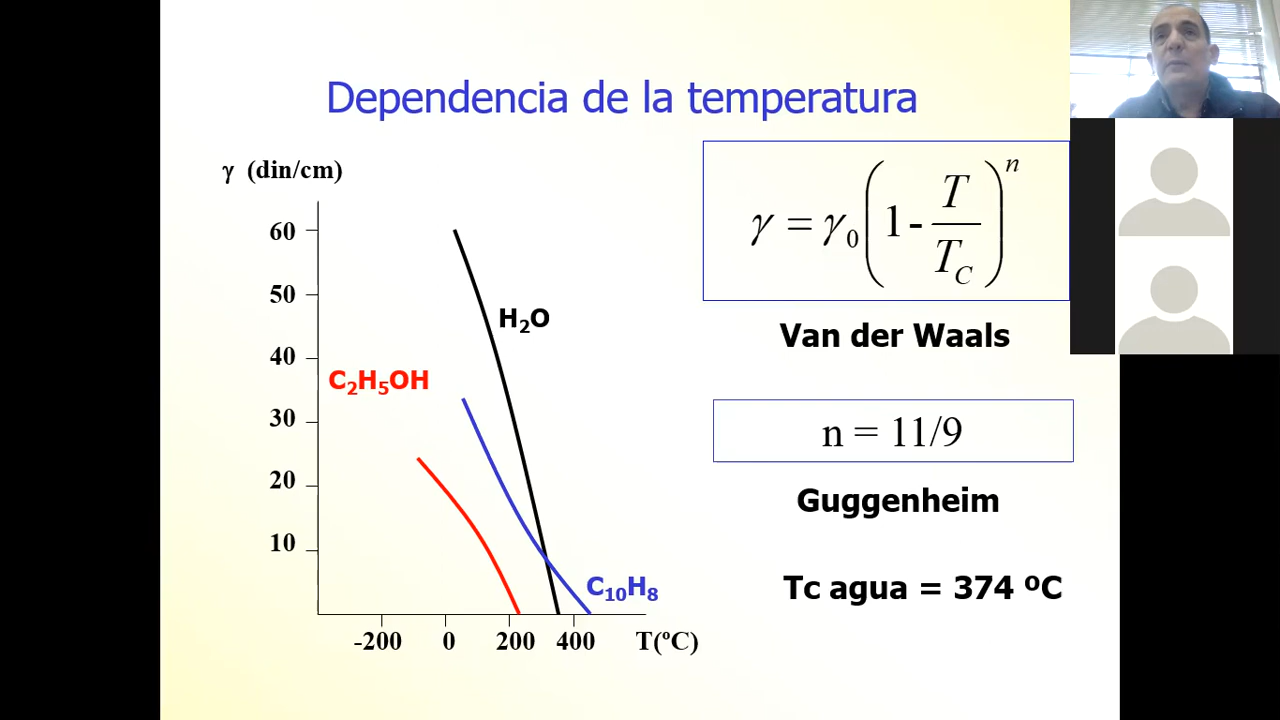 Dependencia de la temperatura
γ (din/cm)
60
50
40
30
20
10
H₂O
C₂H₅OH
C₁₀H₈
-200 0 200 400 T(ºC)
γ = γ₀(1 - T/T_C)ⁿ
Van der Waals
n = 11/9
Guggenheim
Tc agua = 374 ºC